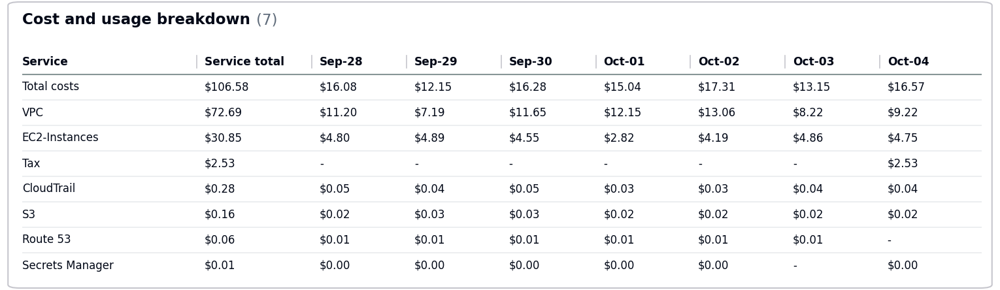 Cost and usage breakdown (7)
Service Service total Sep-28 Sep-29 Sep-30 Oct-01 Oct-02 Oct-03 Oct-04
Total costs $106.58 $16.08 $12.15 $16.28 $15.04 $17.31 $13.15 $16.57
VPC $72.69 $11.20 $7.19 $11.65 $12.15 $13.06 $8.22 $9.22
EC2-Instances $30.85 $4.80 $4.89 $4.55 $2.82 $4.19 $4.86 $4.75
Tax $2.53 - - - - - - $2.53
CloudTrail $0.28 $0.05 $0.04 $0.05 $0.03 $0.03 $0.04 $0.04
S3 $0.16 $0.02 $0.03 $0.03 $0.02 $0.02 $0.02 $0.02
Route 53 $0.06 $0.01 $0.01 $0.01 $0.01 $0.01 $0.01 -
Secrets Manager $0.01 $0.00 $0.00 $0.00 $0.00 $0.00 - $0.00